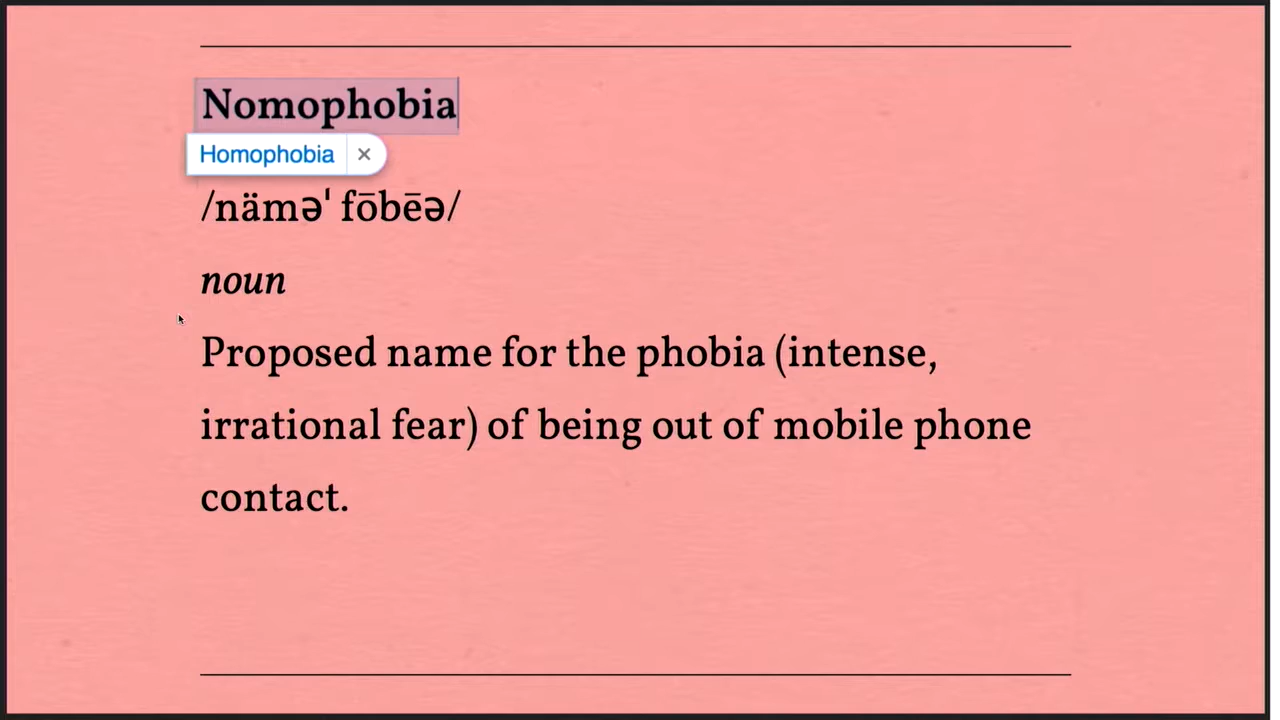 Nomophobia
Homophobia ×
/näməˈ fōbēə/
noun
Proposed name for the phobia (intense,
irrational fear) of being out of mobile phone
contact.